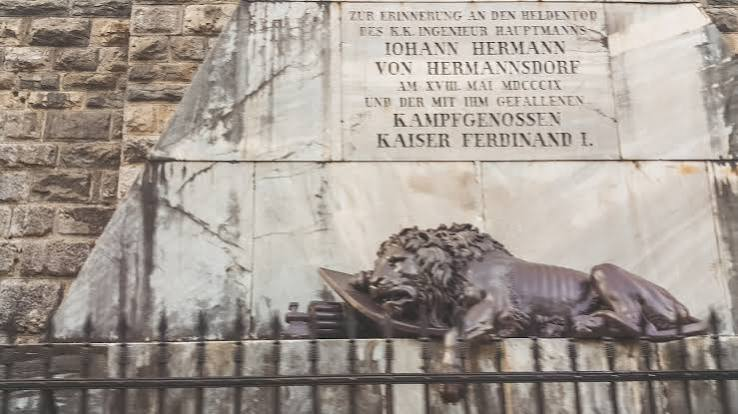 ZUR ERINNERUNG AN DEN HELDENTOD
DES K.K. INGENIEUR HAUPTMANNS
IOHANN HERMANN
VON HERMANNSDORF
AM XVIII. MAI MDCCCIX
UND DER MIT IHM GEFALLENEN
KAMPFGENOSSEN
KAISER FERDINAND I.